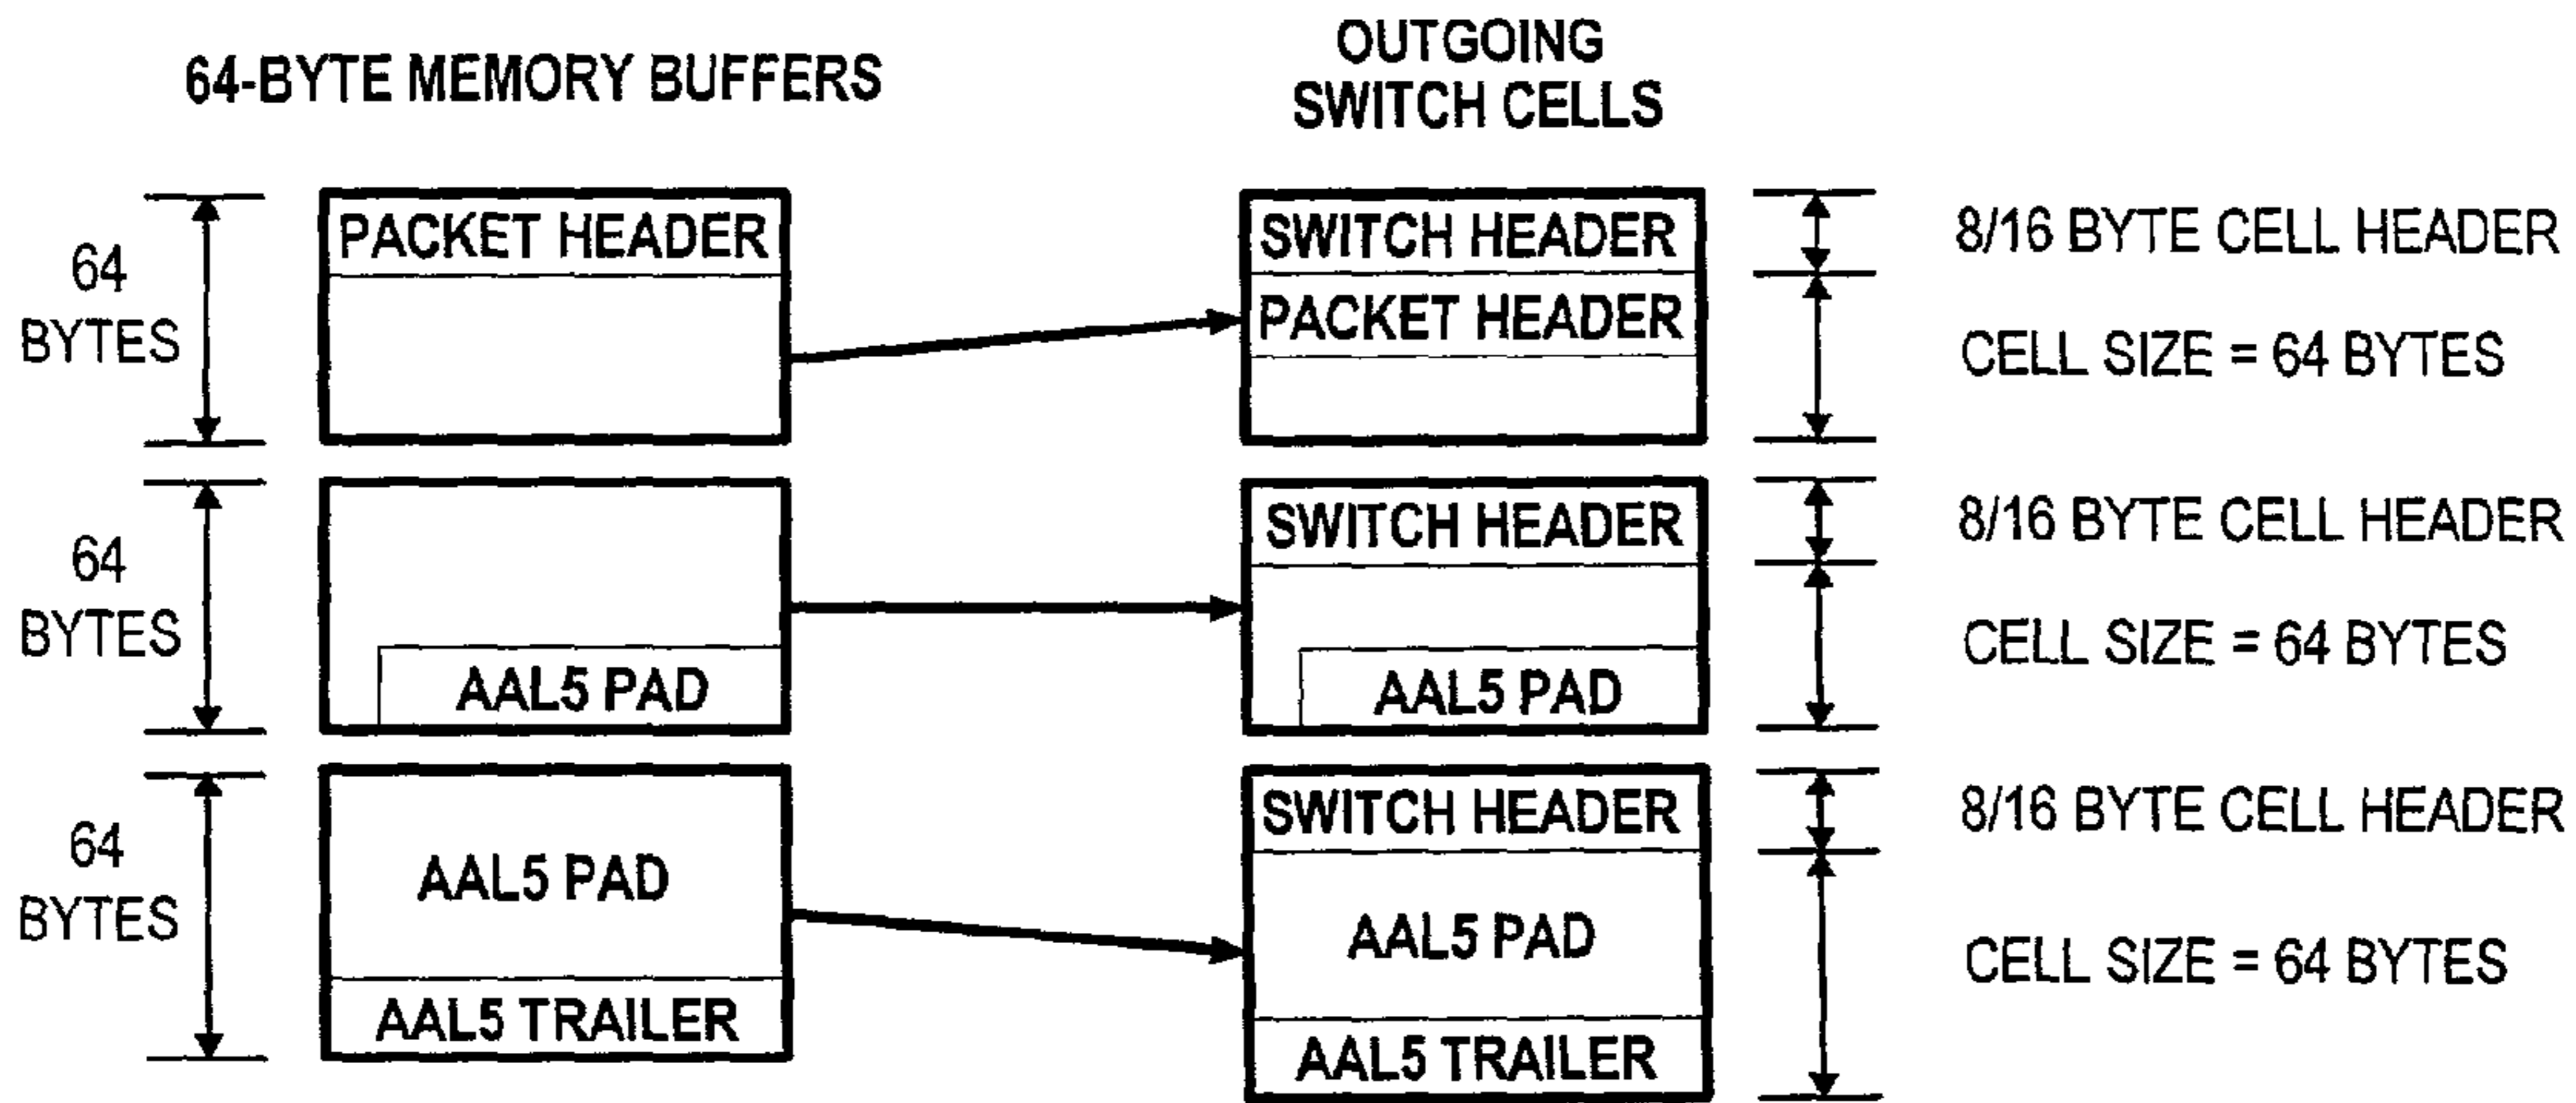 64-BYTE MEMORY BUFFERS
OUTGOING
SWITCH CELLS
64
BYTES
PACKET HEADER
SWITCH HEADER
PACKET HEADER
8/16 BYTE CELL HEADER
CELL SIZE = 64 BYTES
64
BYTES
AAL5 PAD
SWITCH HEADER
AAL5 PAD
8/16 BYTE CELL HEADER
CELL SIZE = 64 BYTES
64
BYTES
AAL5 PAD
AAL5 TRAILER
SWITCH HEADER
AAL5 PAD
AAL5 TRAILER
8/16 BYTE CELL HEADER
CELL SIZE = 64 BYTES